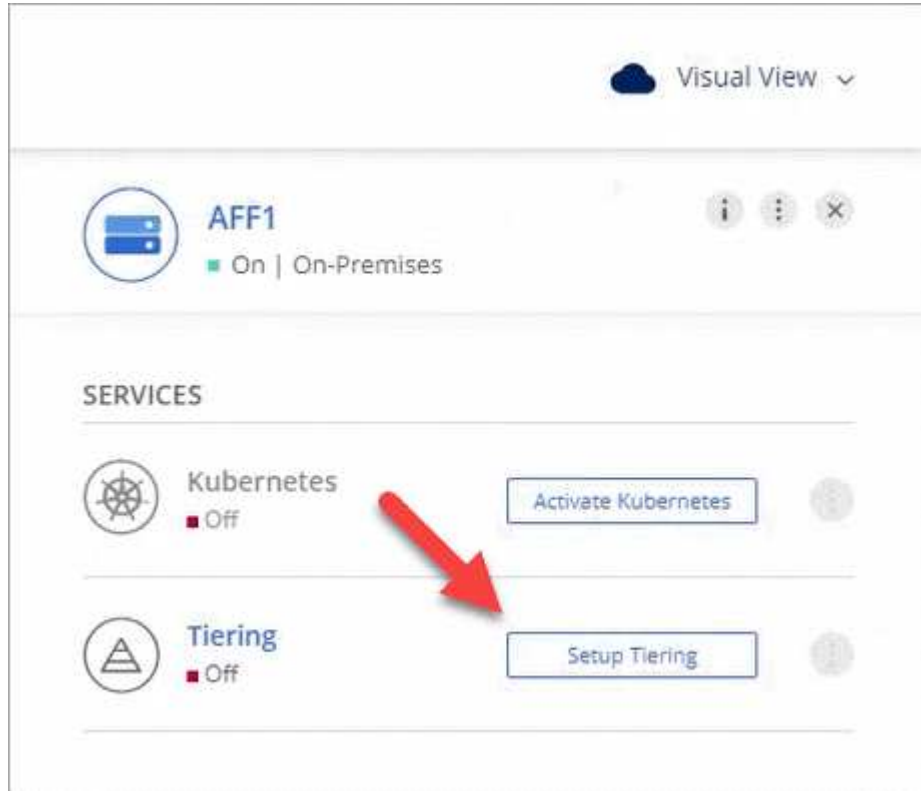 Visual View
AFF1
On | On-Premises
SERVICES
Kubernetes
Off
Activate Kubernetes
Tiering
Off
Setup Tiering